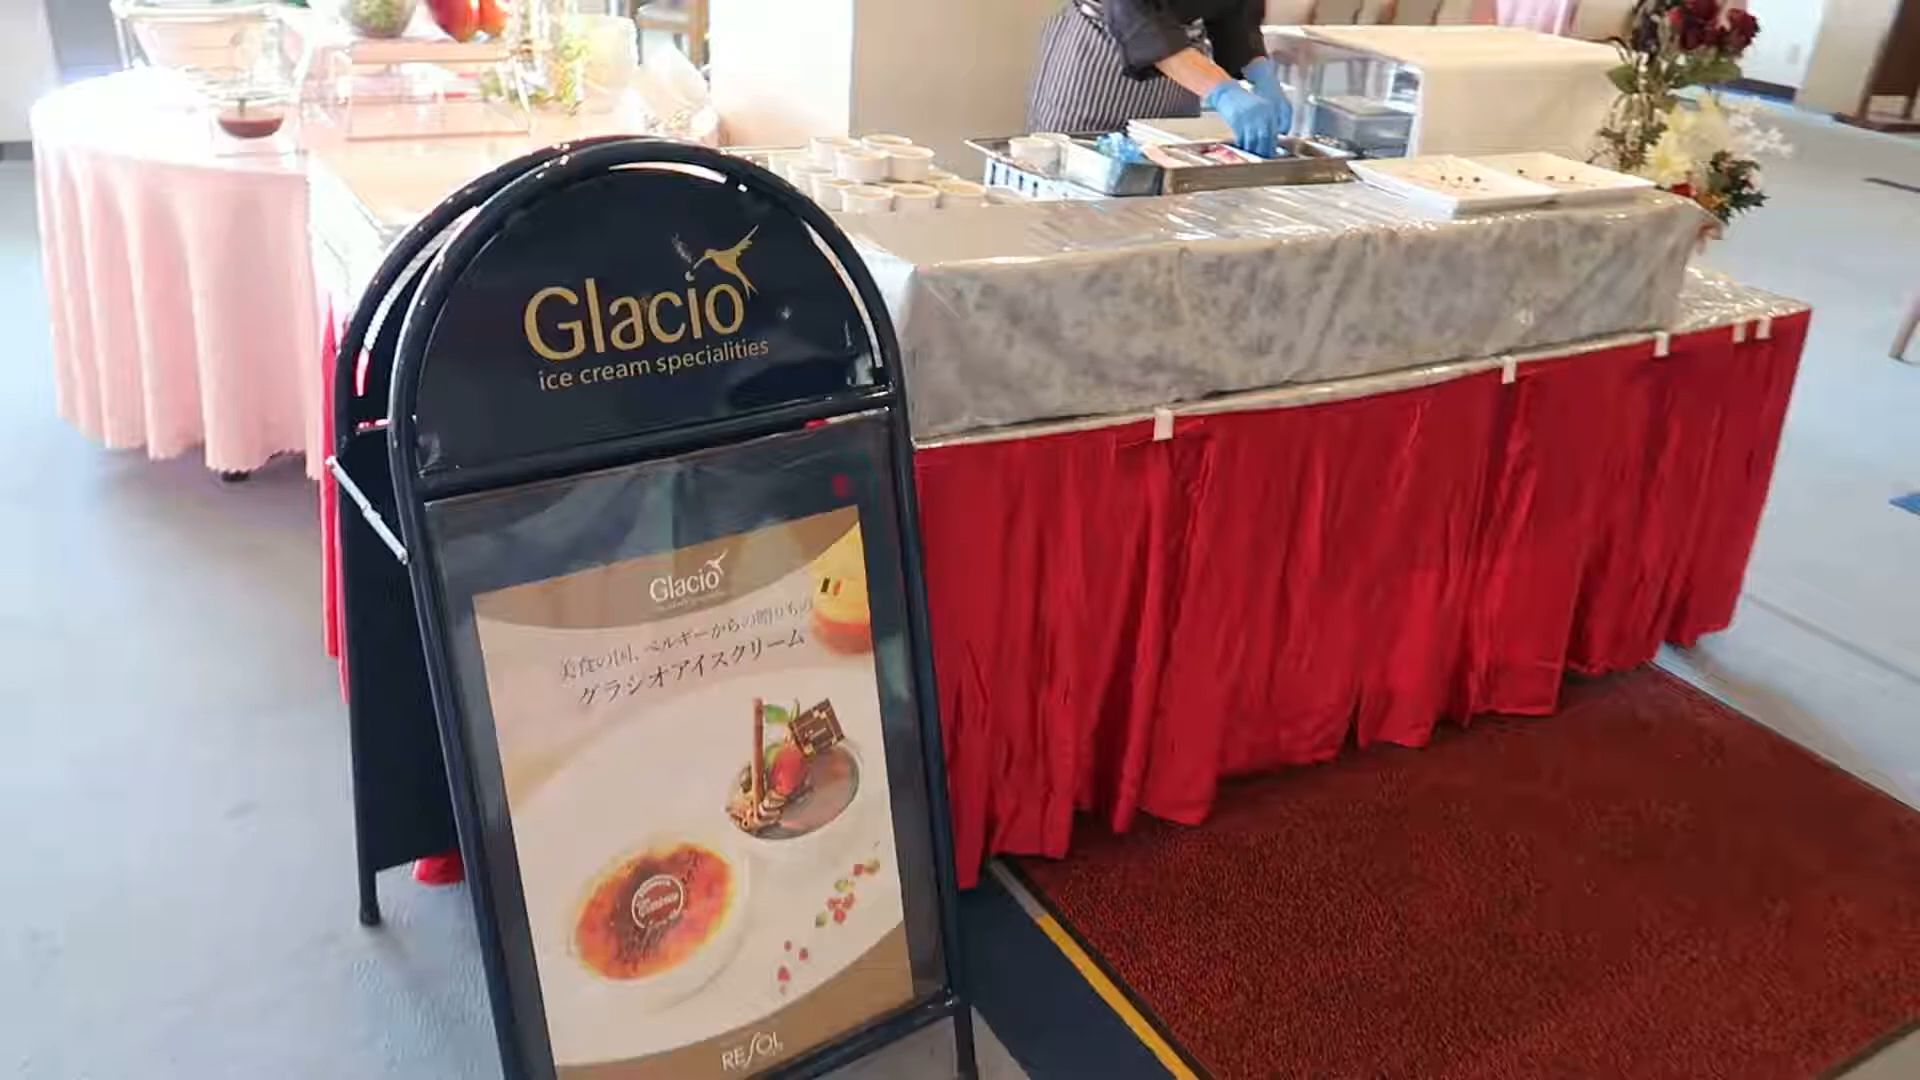 Glacio
ice cream specialities
Glacio
美食の国、ベルギーからの贈りもの
グラシオアイスクリーム
RESOL